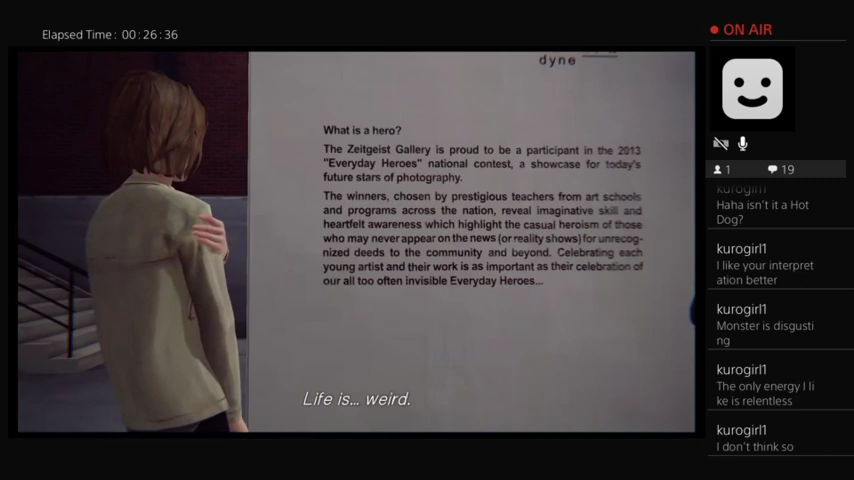 Elapsed Time: 00:26:36
ON AIR
1
19
dyne
What is a hero?
The Zeitgeist Gallery is proud to be a participant in the 2013
"Everyday Heroes" national contest, a showcase for today's
future stars of photography.
The winners, chosen by prestigious teachers from art schools
and programs across the nation, reveal imaginative skill and
heartfelt awareness which highlight the casual heroism of those
who may never appear on the news (or reality shows) for unrecog-
nized deeds to the community and beyond. Celebrating each
young artist and their work is as important as their celebration of
our all too often invisible Everyday Heroes...
Life is... weird.
kurogirl1
Haha isn't it a Hot
Dog?
kurogirl1
I like your interpret
ation better
kurogirl1
Monster is disgusti
ng
kurogirl1
The only energy I li
ke is relentless
kurogirl1
I don't think so